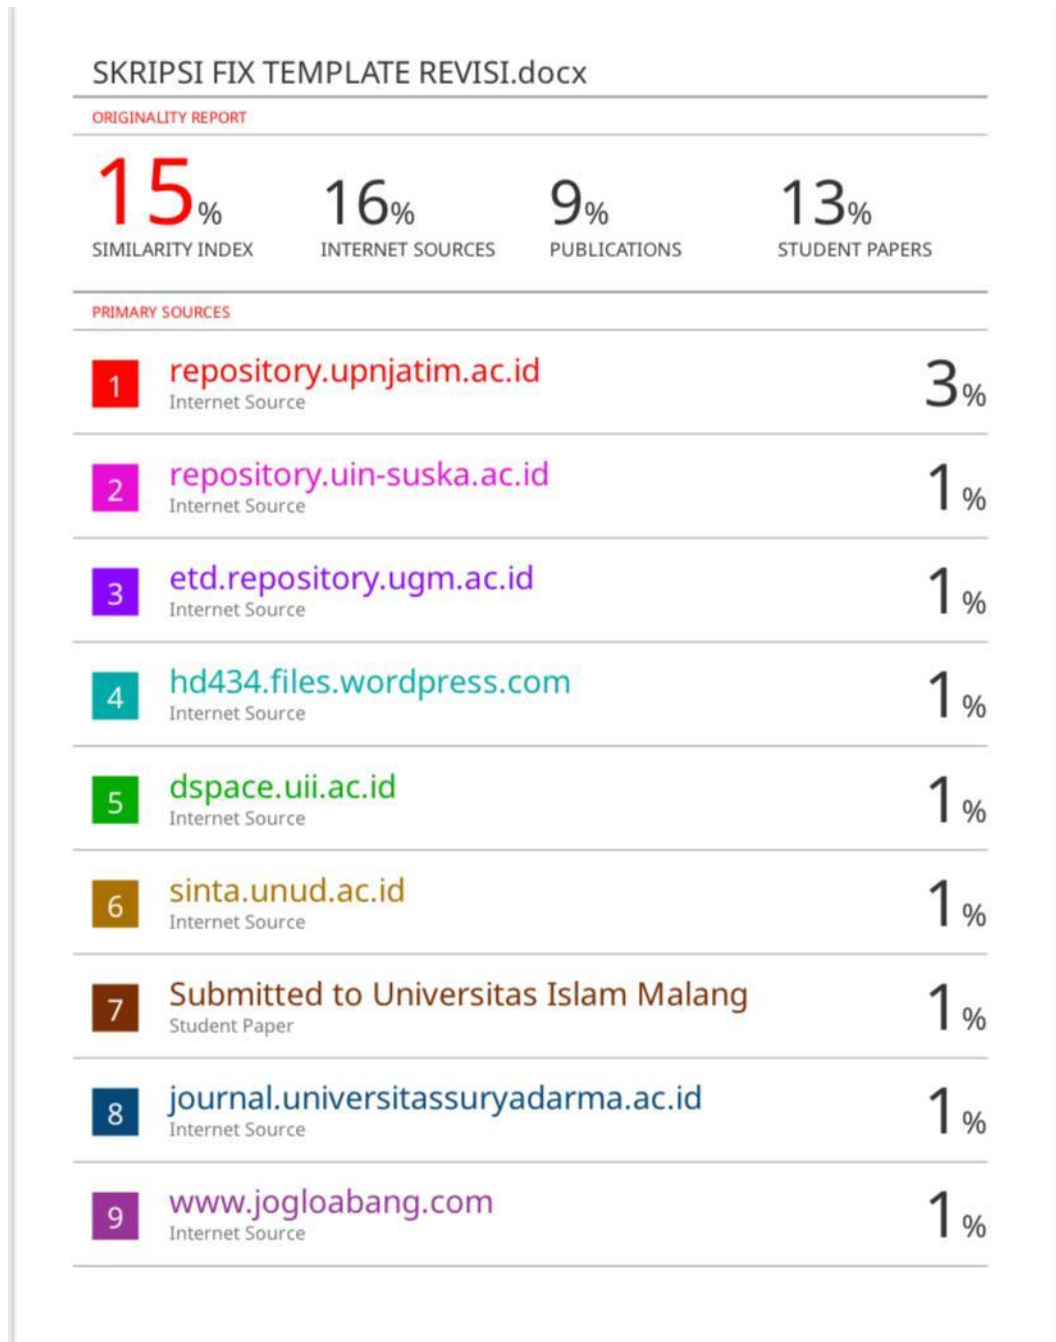 SKRIPSI FIX TEMPLATE REVISI.docx
ORIGINALITY REPORT
15% 16% 9% 13%
SIMILARITY INDEX INTERNET SOURCES PUBLICATIONS STUDENT PAPERS
PRIMARY SOURCES
1 repository.upnjatim.ac.id 3%
Internet Source
2 repository.uin-suska.ac.id 1%
Internet Source
3 etd.repository.ugm.ac.id 1%
Internet Source
4 hd434.files.wordpress.com 1%
Internet Source
5 dspace.uii.ac.id 1%
Internet Source
6 sinta.unud.ac.id 1%
Internet Source
7 Submitted to Universitas Islam Malang 1%
Student Paper
8 journal.universitassuryadarma.ac.id 1%
Internet Source
9 www.jogloabang.com 1%
Internet Source